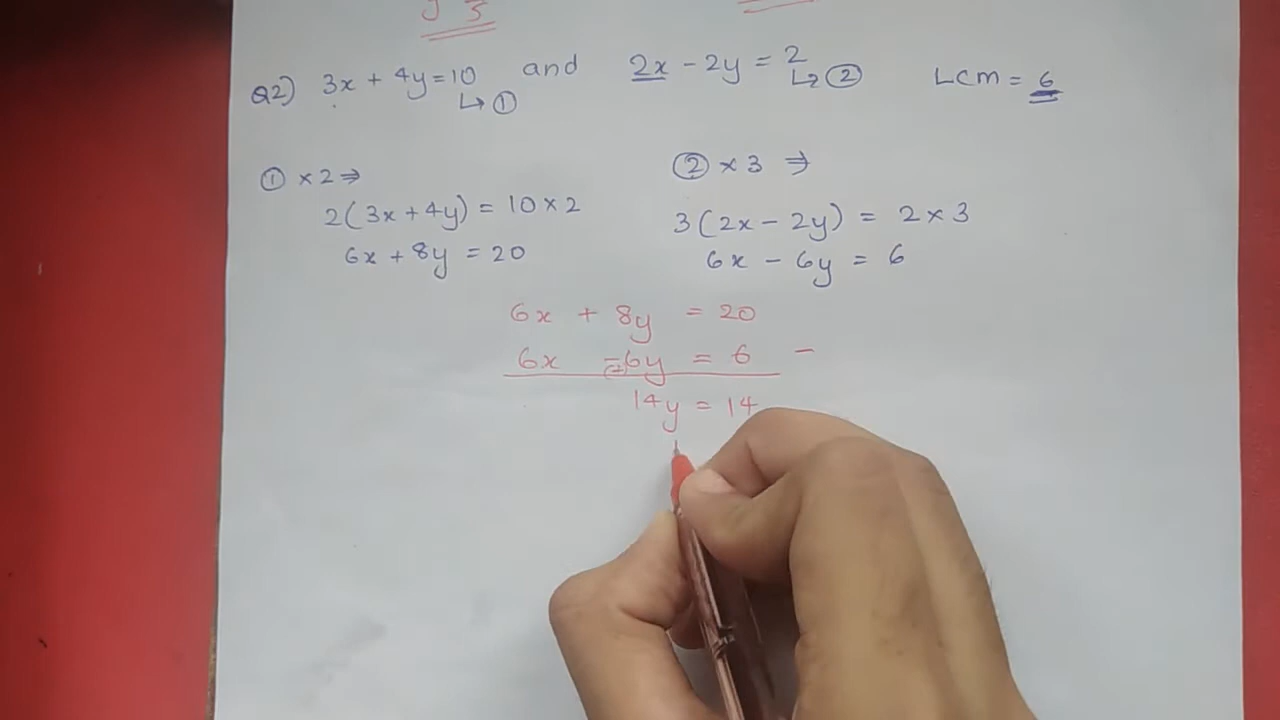 Q2) 3x + 4y = 10 and 2x - 2y = 2 LCM = 6
↳ ① ↳ ②
① × 2 ⇒
2(3x + 4y) = 10 × 2
6x + 8y = 20
② × 3 ⇒
3(2x - 2y) = 2 × 3
6x - 6y = 6
6x + 8y = 20
6x - 6y = 6 -
(+)
14y = 14